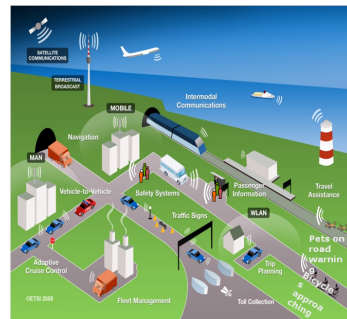 SATELLITE
COMMUNICATIONS
TERRESTRIAL
BROADCAST
Intermodal
Communications
MOBILE
Navigation
MAN
Vehicle-to-Vehicle
Safety Systems
Passenger
Information
Travel
Assistance
Traffic Signs
WLAN
Pets on
road warnin
g
Bicycle
s approa
ching
Adaptive
Cruise Control
Trip
Planning
Toll Collection
Fleet Management
©ETSI 2008